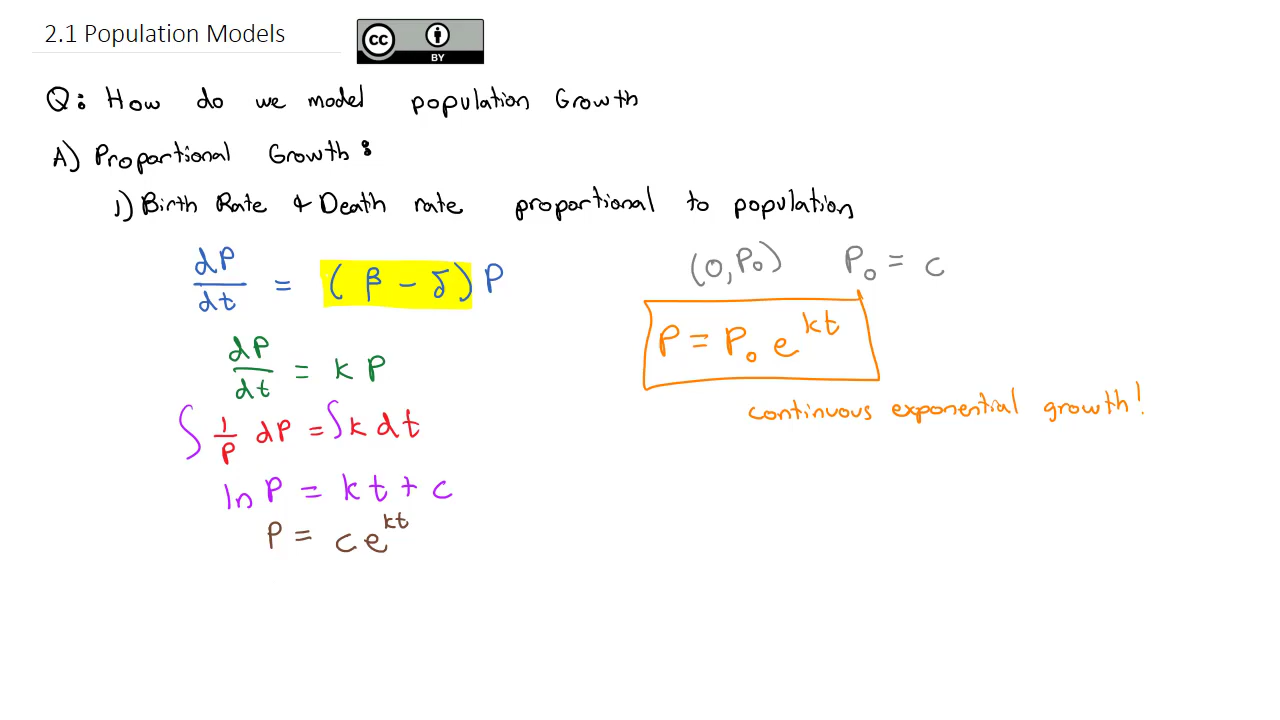 2.1 Population Models
cc BY
Q: How do we model population Growth
A) Proportional Growth:
1) Birth Rate & Death rate proportional to population
dP/dt = (β - δ) P
dP/dt = k P
∫ 1/P dP = ∫ k dt
ln P = kt + c
P = c e^{kt}
(0, P₀) P₀ = c
P = P₀ e^{kt}
continuous exponential growth!